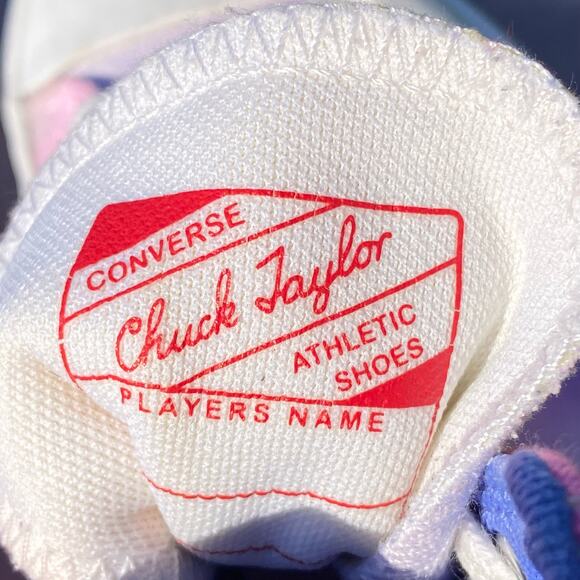 CONVERSE
Chuck Taylor
ATHLETIC
SHOES
PLAYERS NAME